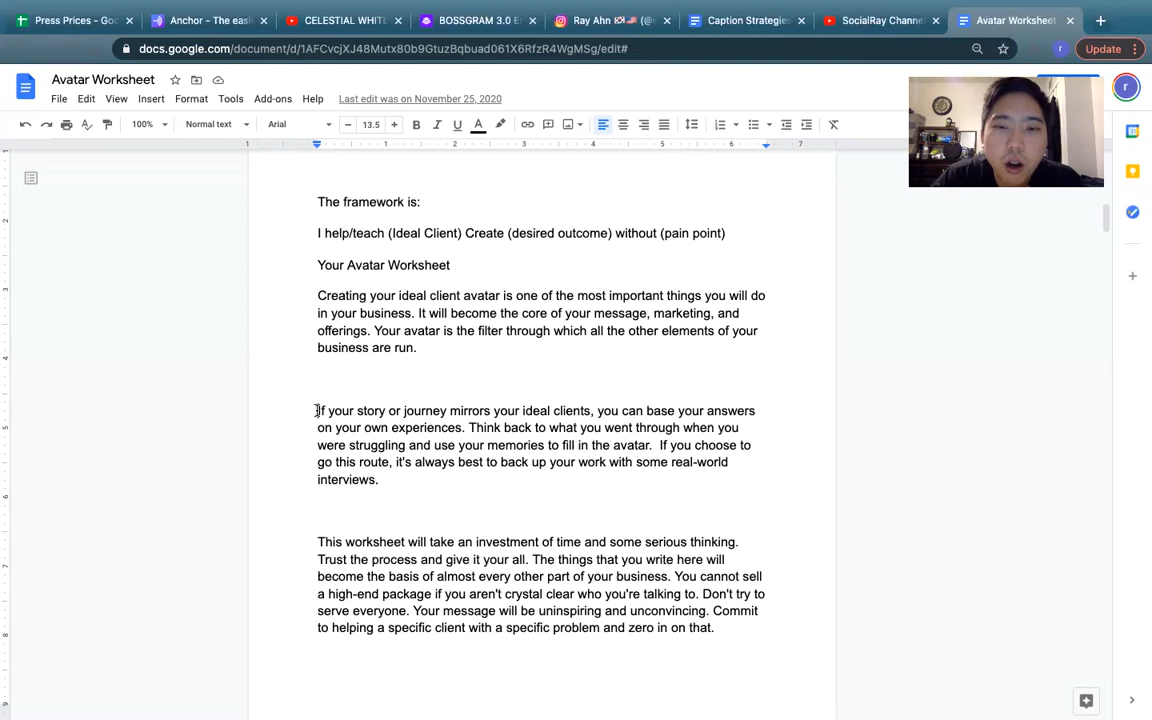 Press Prices - Goo
Anchor - The easi
CELESTIAL WHITE
BOSSGRAM 3.0 E
Ray Ahn 🇰🇷🇺🇸 (@r
Caption Strategies
SocialRay Channe
Avatar Worksheet
docs.google.com/document/d/1AFCvcjXJ48Mutx80b9GtuzBqbuad061X6RfzR4WgMSg/edit#
r
Update
Avatar Worksheet
File Edit View Insert Format Tools Add-ons Help Last edit was on November 25, 2020
r
100% Normal text Arial 13.5 B I U A
1 1 2 3 4 5 6 7
The framework is:
I help/teach (Ideal Client) Create (desired outcome) without (pain point)
Your Avatar Worksheet
Creating your ideal client avatar is one of the most important things you will do
in your business. It will become the core of your message, marketing, and
offerings. Your avatar is the filter through which all the other elements of your
business are run.
If your story or journey mirrors your ideal clients, you can base your answers
on your own experiences. Think back to what you went through when you
were struggling and use your memories to fill in the avatar.  If you choose to
go this route, it's always best to back up your work with some real-world
interviews.
This worksheet will take an investment of time and some serious thinking.
Trust the process and give it your all. The things that you write here will
become the basis of almost every other part of your business. You cannot sell
a high-end package if you aren't crystal clear who you're talking to. Don't try to
serve everyone. Your message will be uninspiring and unconvincing. Commit
to helping a specific client with a specific problem and zero in on that.